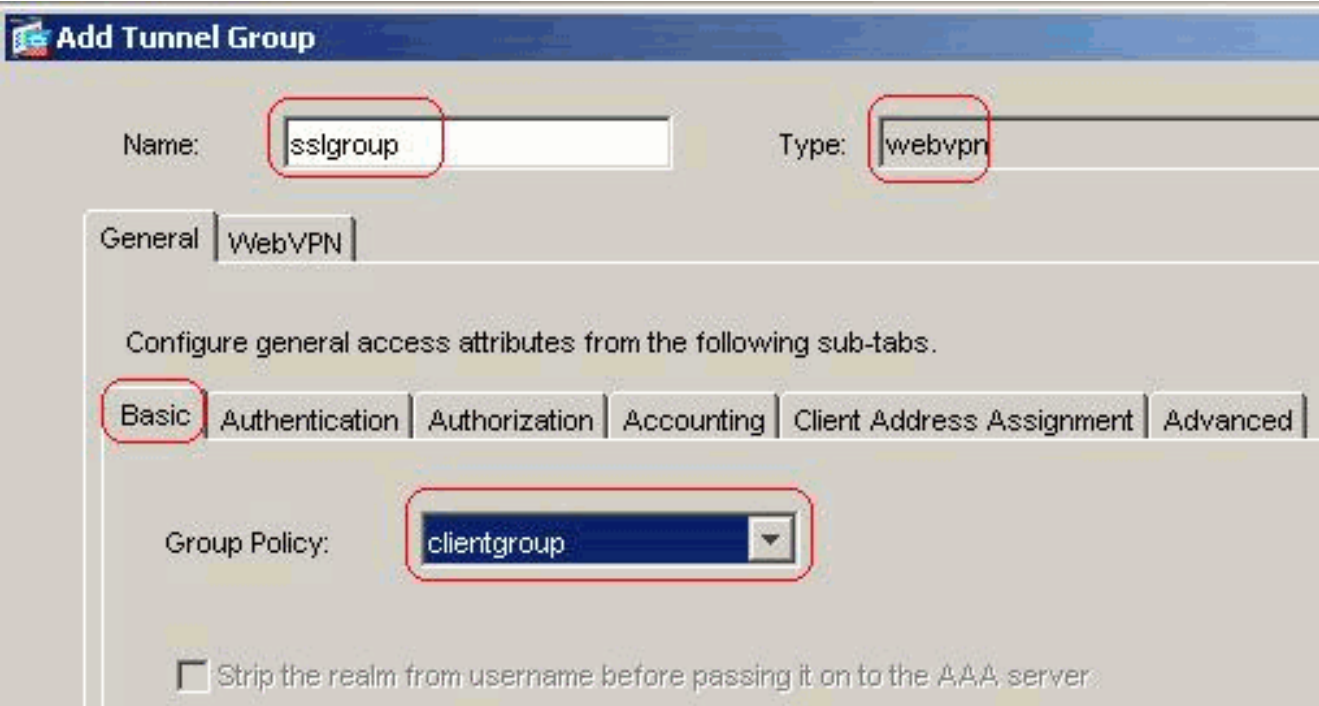 Add Tunnel Group
Name: sslgroup Type: webvpn
General WebVPN
Configure general access attributes from the following sub-tabs.
Basic Authentication Authorization Accounting Client Address Assignment Advanced
Group Policy: clientgroup
Strip the realm from username before passing it on to the AAA server